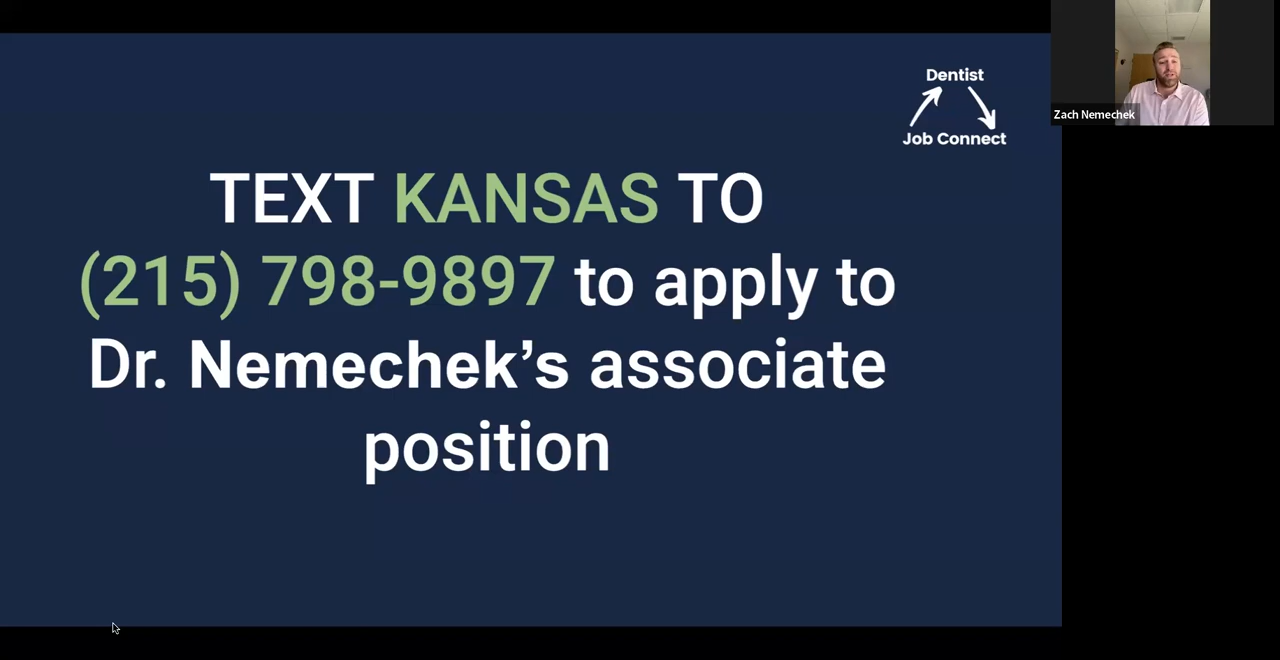 Dentist
Job Connect
Zach Nemechek
TEXT KANSAS TO
(215) 798-9897 to apply to
Dr. Nemechek’s associate
position